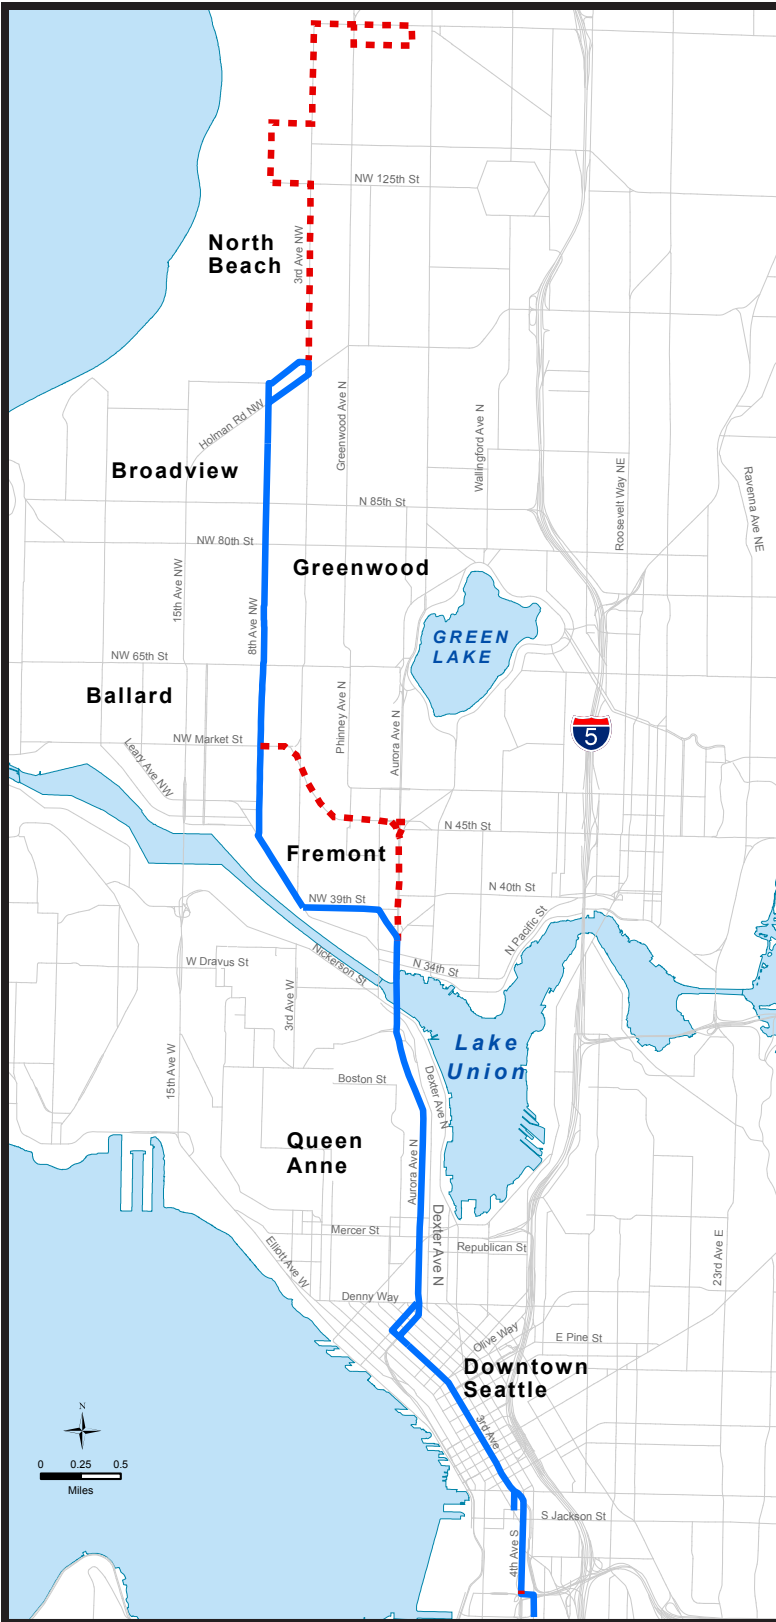 NW 125th St
North
Beach
3rd Ave NW
Holman Rd NW
Greenwood Ave N
Wallingford Ave N
Broadview
Roosevelt Way NE
Ravenna Ave NE
N 85th St
NW 80th St
Greenwood
15th Ave NW
8th Ave NW
GREEN
LAKE
NW 65th St
Ballard
Phinney Ave N
Aurora Ave N
NW Market St
Leary Ave NW
5
N 45th St
Fremont
N 40th St
NW 39th St
N Pacific St
W Dravus St
Nickerson St
N 34th St
3rd Ave W
Lake
Union
15th Ave W
Boston St
Dexter Ave N
Queen
Anne
Aurora Ave N
Dexter Ave N
Mercer St
Republican St
Elliott Ave W
23rd Ave E
Denny Way
Olive Way
E Pine St
Downtown
Seattle
3rd Ave
N
0 0.25 0.5
Miles
S Jackson St
4th Ave S